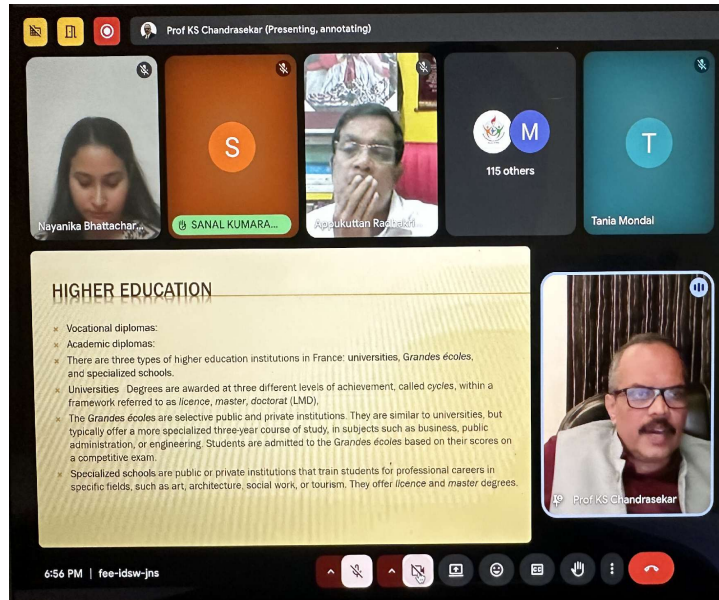 Prof KS Chandrasekar (Presenting, annotating)
Nayanika Bhattachar...
S
SANAL KUMARA...
Appukuttan Radhakri...
M
115 others
T
Tania Mondal
HIGHER EDUCATION
Vocational diplomas:
Academic diplomas:
There are three types of higher education institutions in France: universities, Grandes écoles,
and specialized schools.
Universities Degrees are awarded at three different levels of achievement, called cycles, within a
framework referred to as licence, master, doctorat (LMD),
The Grandes écoles are selective public and private institutions. They are similar to universities, but
typically offer a more specialized three-year course of study, in subjects such as business, public
administration, or engineering. Students are admitted to the Grandes écoles based on their scores on
a competitive exam.
Specialized schools are public or private institutions that train students for professional careers in
specific fields, such as art, architecture, social work, or tourism. They offer licence and master degrees.
Prof KS Chandrasekar
6:56 PM | fee-idsw-jns